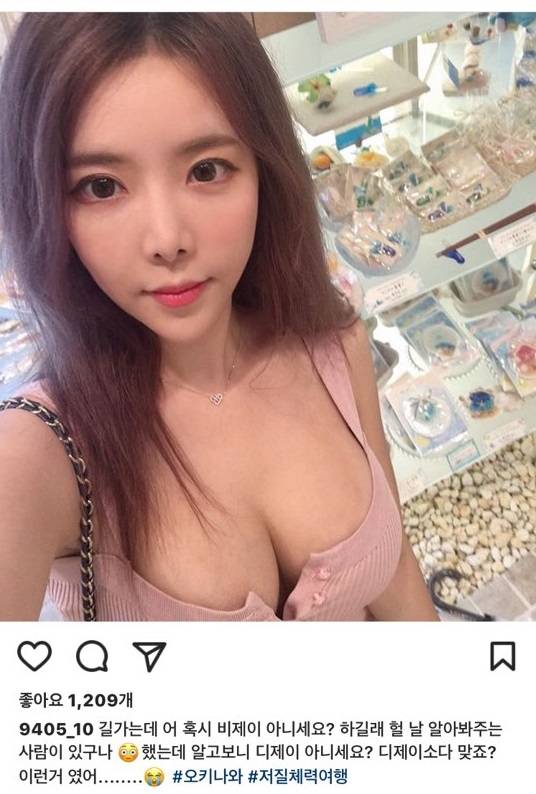 좋아요 1,209개
9405_10 길가는데 어 혹시 비제이 아니세요? 하길래 헐 날 알아봐주는
사람이 있구나 😳 했는데 알고보니 디제이 아니세요? 디제이소다 맞죠?
이런거 였어........😭 #오키나와 #저질체력여행